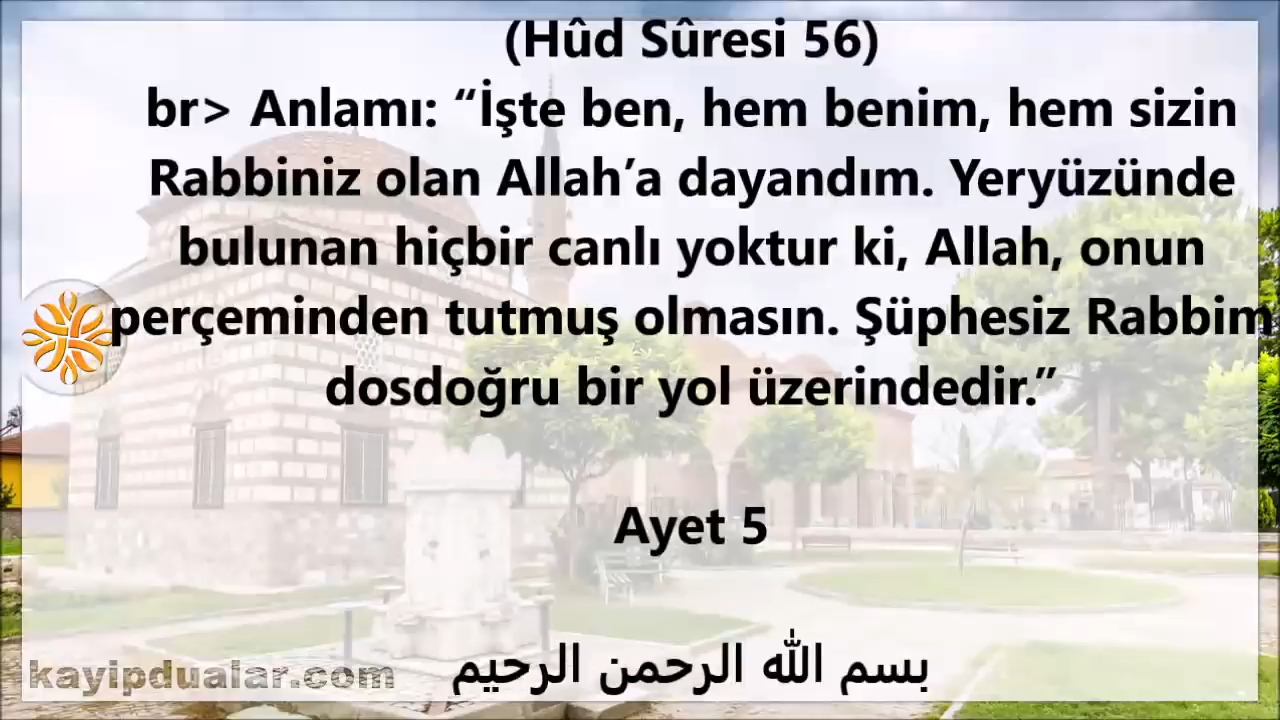 (Hûd Sûresi 56)
br> Anlamı: “İşte ben, hem benim, hem sizin
Rabbiniz olan Allah’a dayandım. Yeryüzünde
bulunan hiçbir canlı yoktur ki, Allah, onun
perçeminden tutmuş olmasın. Şüphesiz Rabbim
dosdoğru bir yol üzerindedir.”
Ayet 5
بسم الله الرحمن الرحيم
kayipdualar.com